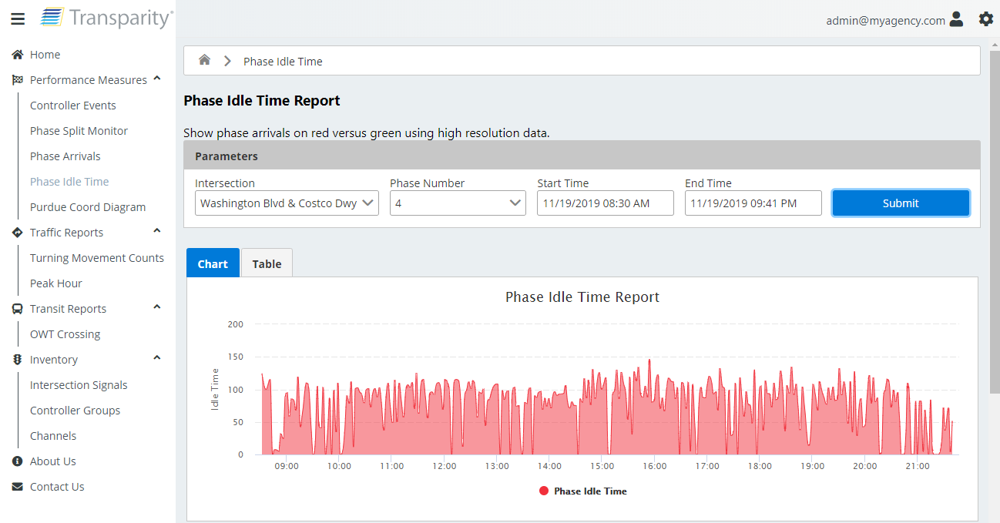 Transparity®
admin@myagency.com
Home
Performance Measures
Controller Events
Phase Split Monitor
Phase Arrivals
Phase Idle Time
Purdue Coord Diagram
Traffic Reports
Turning Movement Counts
Peak Hour
Transit Reports
OWT Crossing
Inventory
Intersection Signals
Controller Groups
Channels
About Us
Contact Us
Phase Idle Time
Phase Idle Time Report
Show phase arrivals on red versus green using high resolution data.
Parameters
Intersection Phase Number Start Time End Time
Washington Blvd & Costco Dwy 4 11/19/2019 08:30 AM 11/19/2019 09:41 PM Submit
Chart Table
Phase Idle Time Report
Idle Time
200
150
100
50
0
09:00 10:00 11:00 12:00 13:00 14:00 15:00 16:00 17:00 18:00 19:00 20:00 21:00
Phase Idle Time